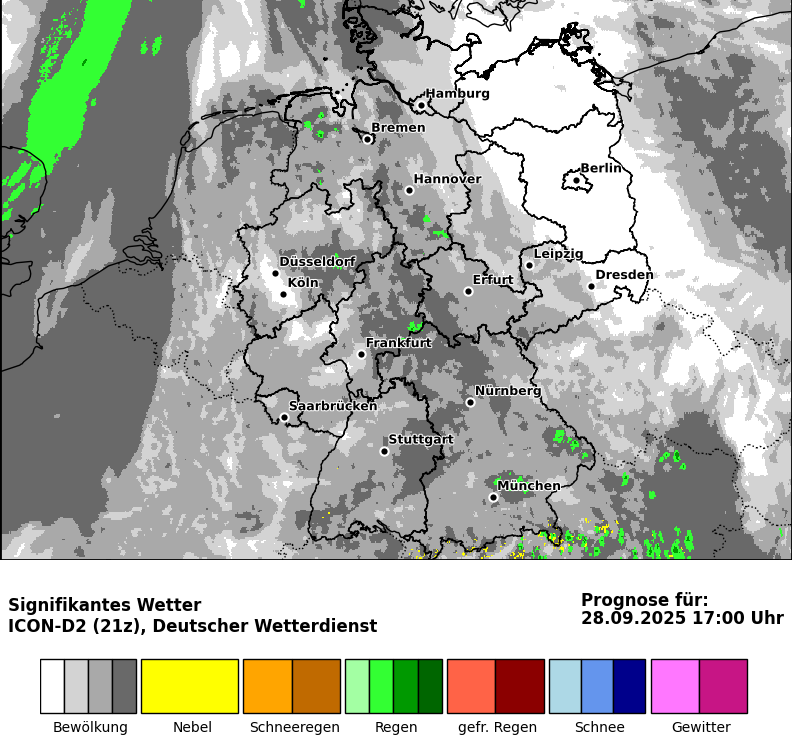 Hamburg
Bremen
Berlin
Hannover
Leipzig
Düsseldorf
Dresden
Köln
Erfurt
Frankfurt
Nürnberg
Saarbrücken
Stuttgart
München
Signifikantes Wetter
ICON-D2 (21z), Deutscher Wetterdienst
Prognose für:
28.09.2025 17:00 Uhr
Bewölkung Nebel Schneeregen Regen gefr. Regen Schnee Gewitter